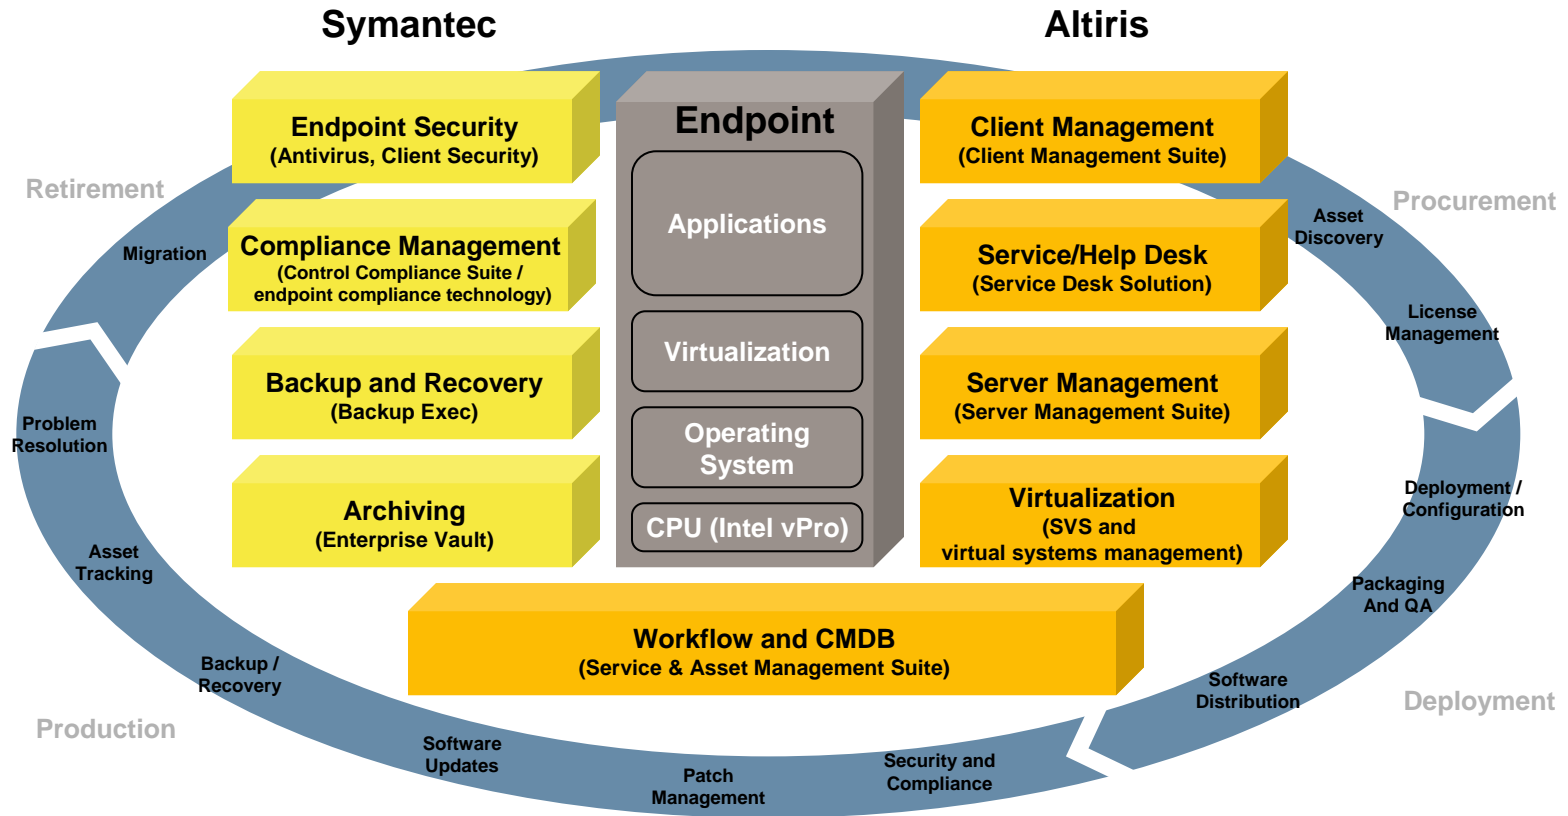 Symantec
Altiris
Endpoint Security
(Antivirus, Client Security)
Compliance Management
(Control Compliance Suite /
endpoint compliance technology)
Backup and Recovery
(Backup Exec)
Archiving
(Enterprise Vault)
Endpoint
Applications
Virtualization
Operating
System
CPU (Intel vPro)
Client Management
(Client Management Suite)
Service/Help Desk
(Service Desk Solution)
Server Management
(Server Management Suite)
Virtualization
(SVS and
virtual systems management)
Workflow and CMDB
(Service & Asset Management Suite)
Procurement
Asset
Discovery
License
Management
Deployment /
Configuration
Packaging
And QA
Software
Distribution
Deployment
Security and
Compliance
Patch
Management
Software
Updates
Backup /
Recovery
Production
Asset
Tracking
Problem
Resolution
Migration
Retirement